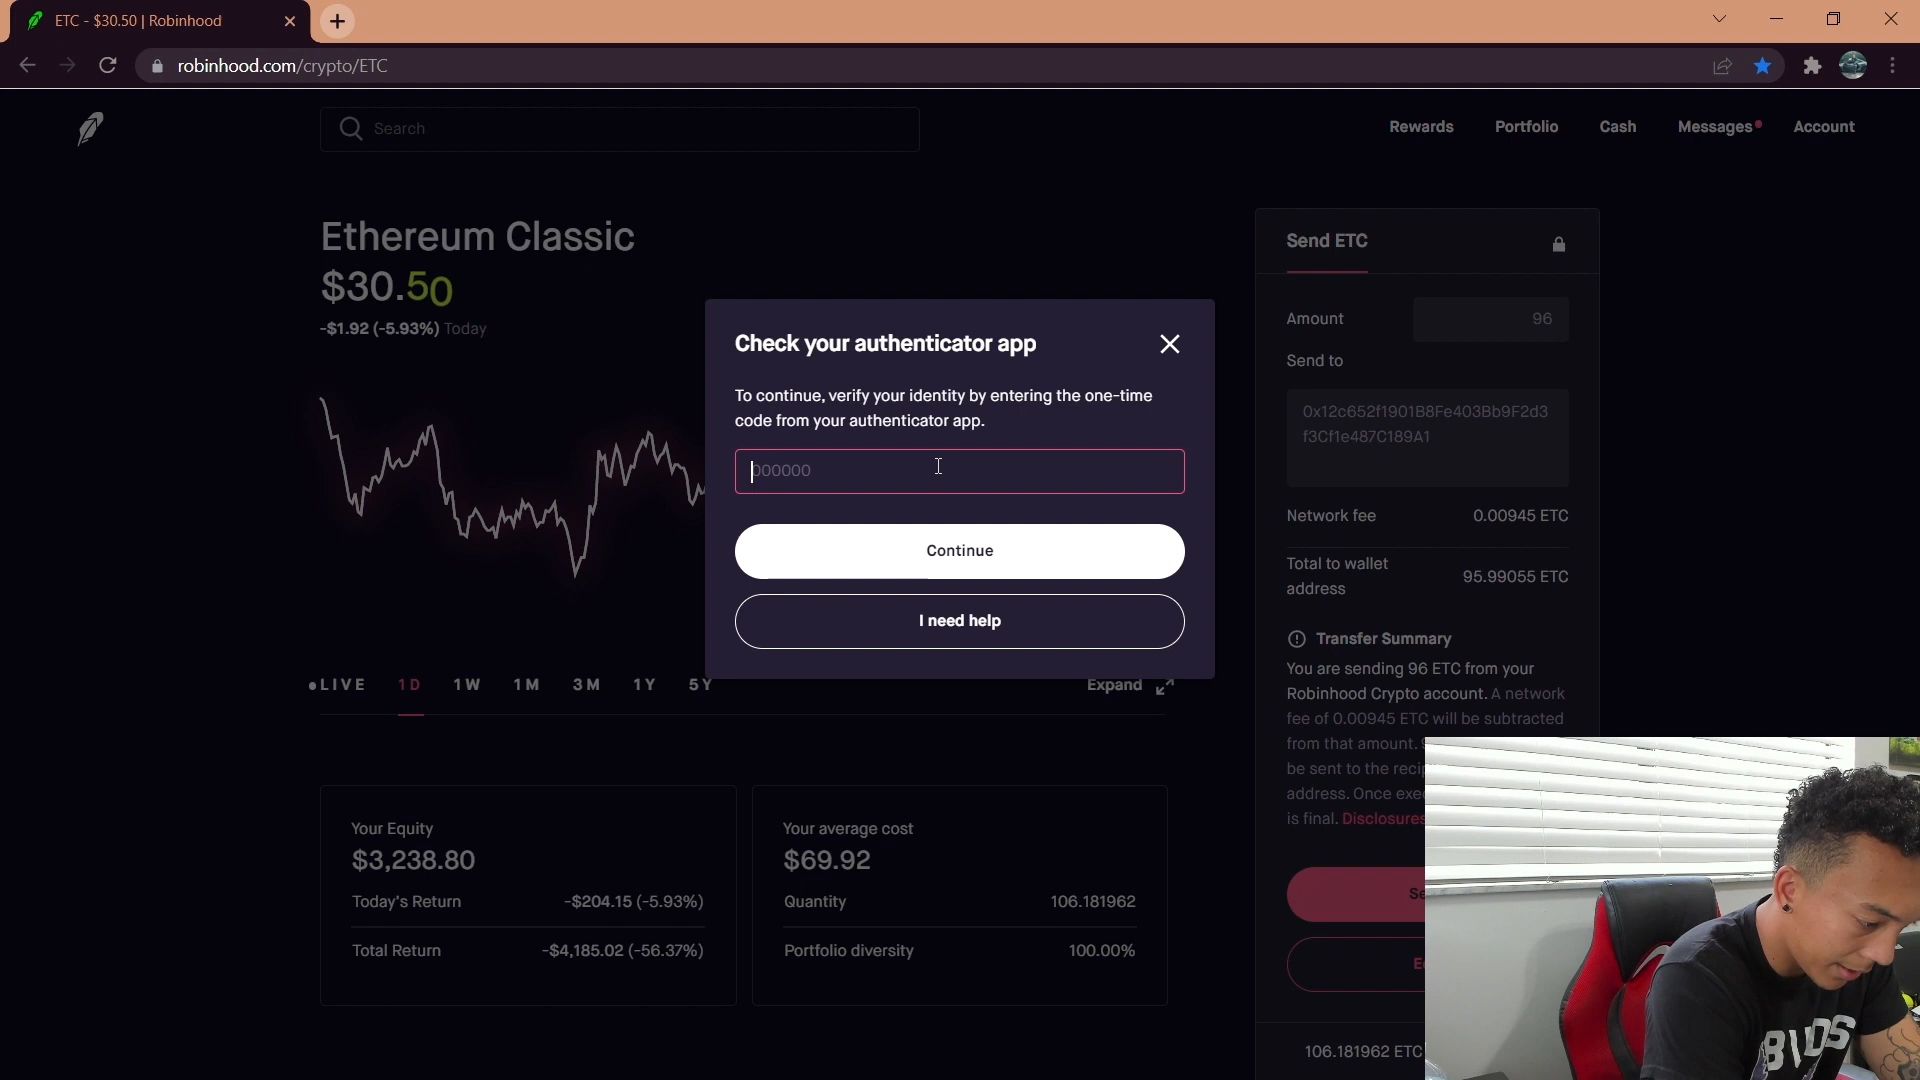 ETC - $30.50 | Robinhood
robinhood.com/crypto/ETC
Search
Rewards
Portfolio
Cash
Messages
Account
Ethereum Classic
$30.50
-$1.92 (-5.93%) Today
LIVE
1D
1W
1M
3M
1Y
5Y
Expand
Your Equity
$3,238.80
Today's Return
-$204.15 (-5.93%)
Total Return
-$4,185.02 (-56.37%)
Your average cost
$69.92
Quantity
106.181962
Portfolio diversity
100.00%
Check your authenticator app
To continue, verify your identity by entering the one-time
code from your authenticator app.
000000
Continue
I need help
Send ETC
Amount
96
Send to
0x12c652f1901B8Fe403Bb9F2d3
f3Cf1e487C189A1
Network fee
0.00945 ETC
Total to wallet
address
95.99055 ETC
Transfer Summary
You are sending 96 ETC from your
Robinhood Crypto account. A network
fee of 0.00945 ETC will be subtracted
from that amount.
be sent to the
address. Once
is final. Disclosures
106.181962 ETC